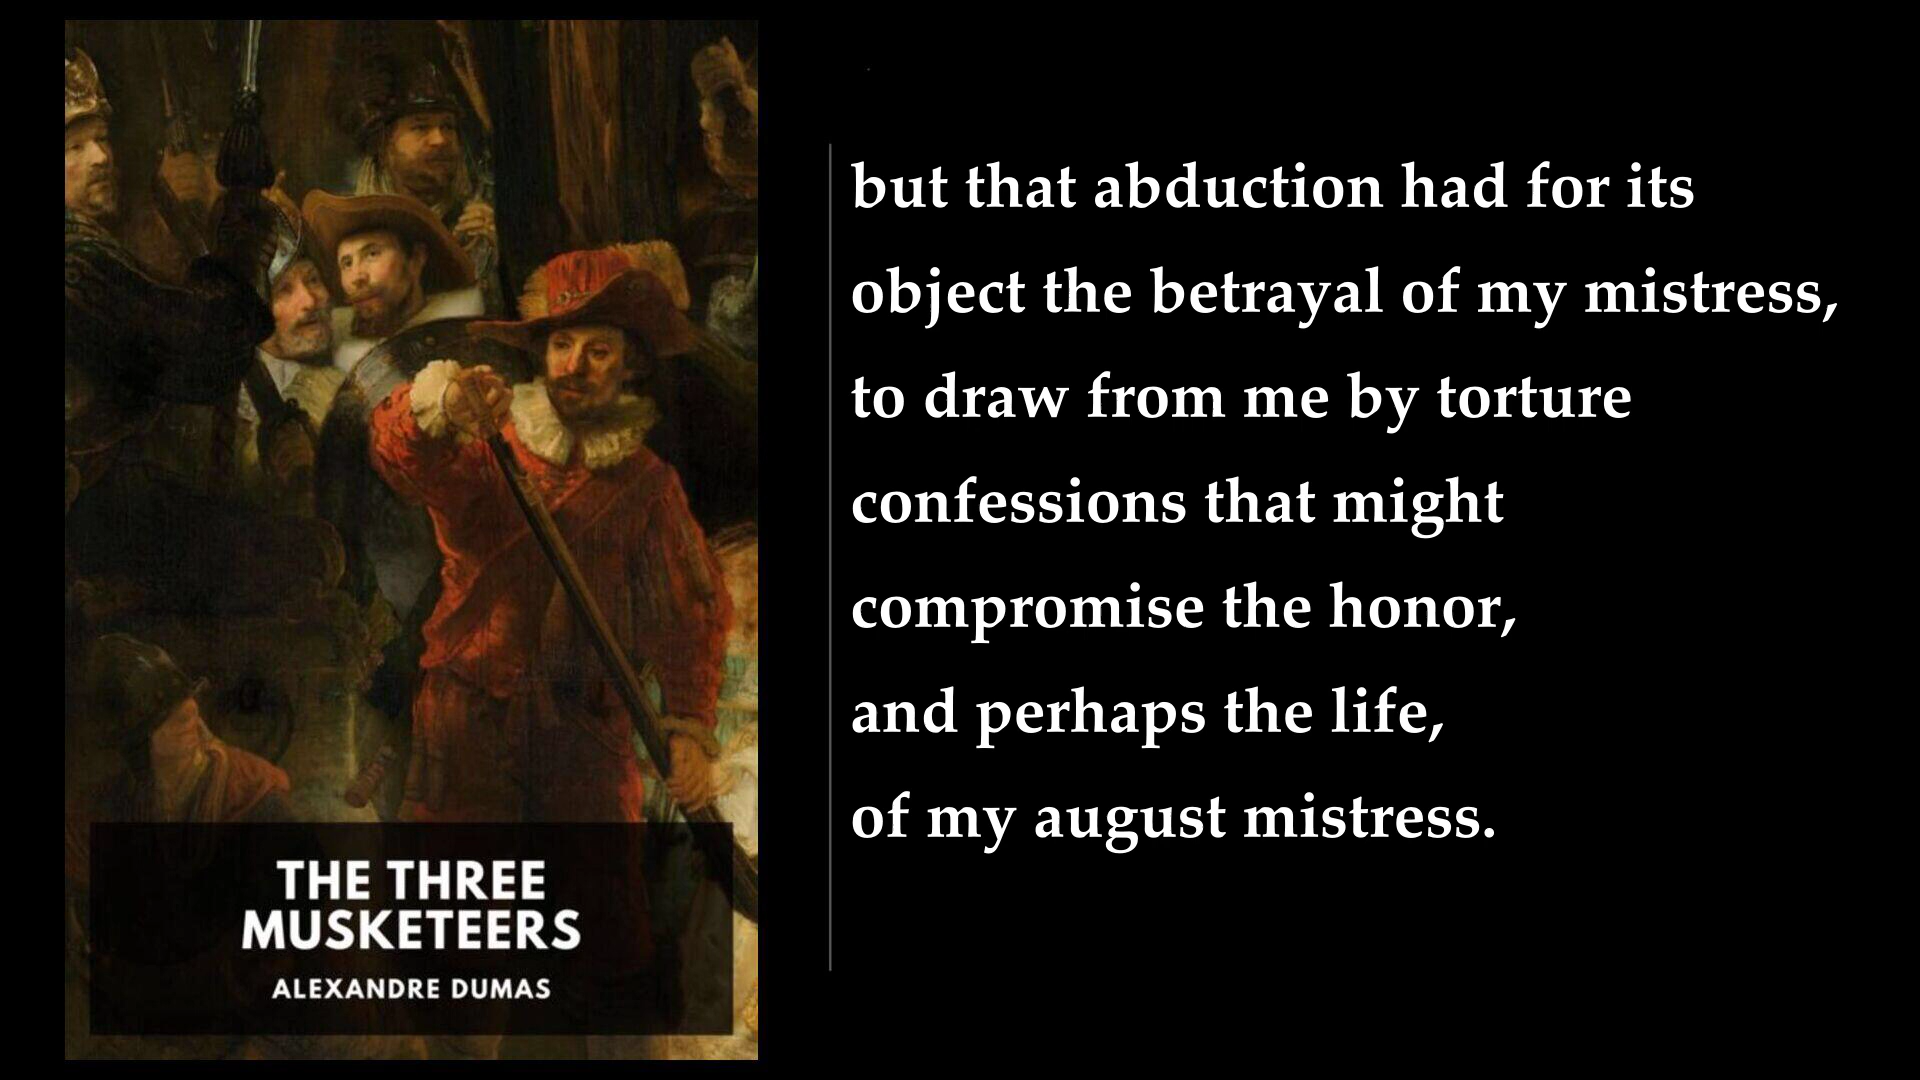 THE THREE
MUSKETEERS
ALEXANDRE DUMAS
but that abduction had for its
object the betrayal of my mistress,
to draw from me by torture
confessions that might
compromise the honor,
and perhaps the life,
of my august mistress.